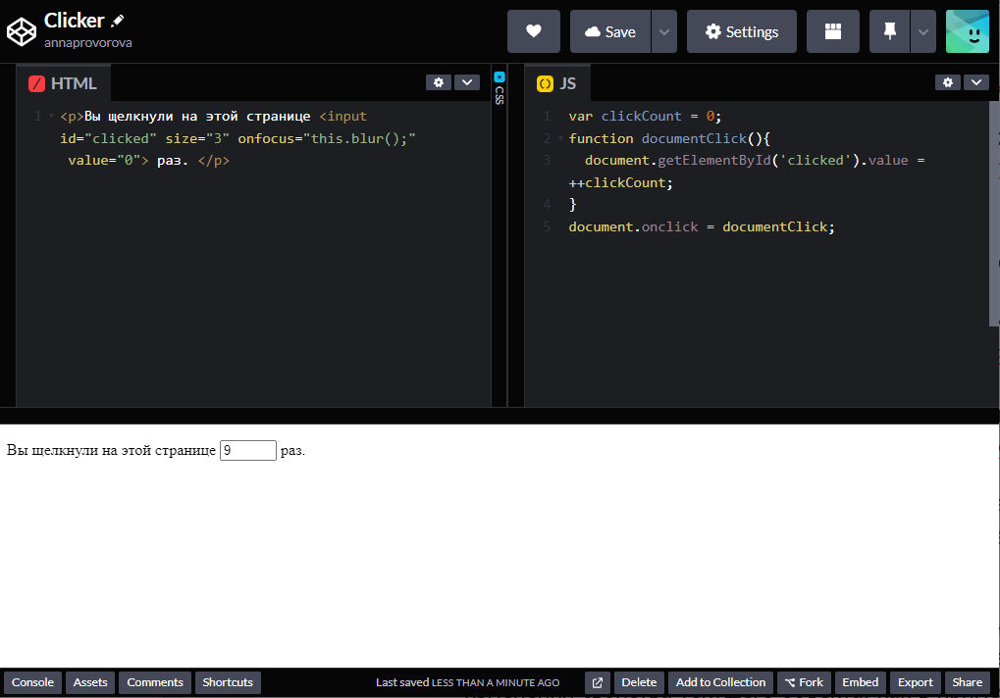 Clicker
annaprovorova
Save
Settings
HTML
CSS
JS
1 <p>Вы щелкнули на этой странице <input
id="clicked" size="3" onfocus="this.blur();"
value="0"> раз. </p>
1 var clickCount = 0;
2 function documentClick(){
3 document.getElementById('clicked').value =
++clickCount;
4 }
5 document.onclick = documentClick;
Вы щелкнули на этой странице 9 раз.
Console Assets Comments Shortcuts Last saved LESS THAN A MINUTE AGO Delete Add to Collection Fork Embed Export Share